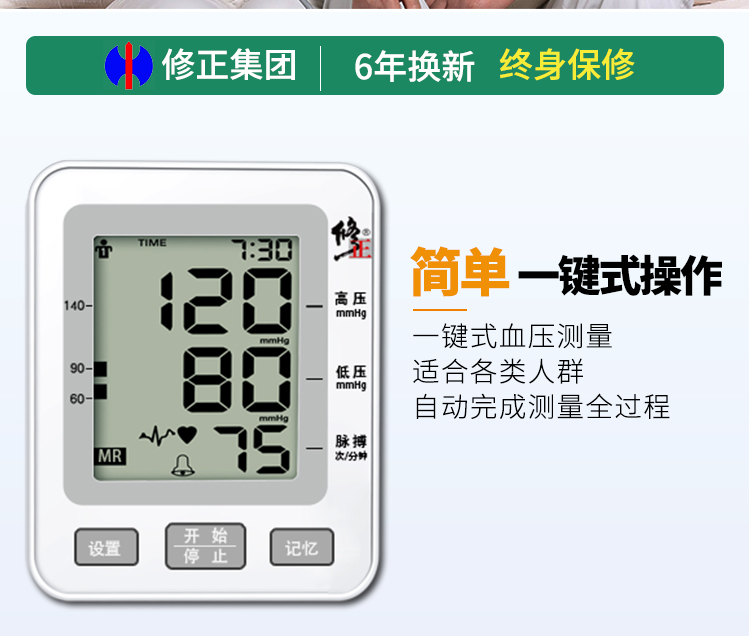 修正集团
6年换新 终身保修
TIME
7:30
修正®
120
140
高压
mmHg
mmHg
80
90
低压
mmHg
60
mmHg
75
脉搏
次/分钟
MR
设置
开始
停止
记忆
简单 一键式操作
一键式血压测量
适合各类人群
自动完成测量全过程